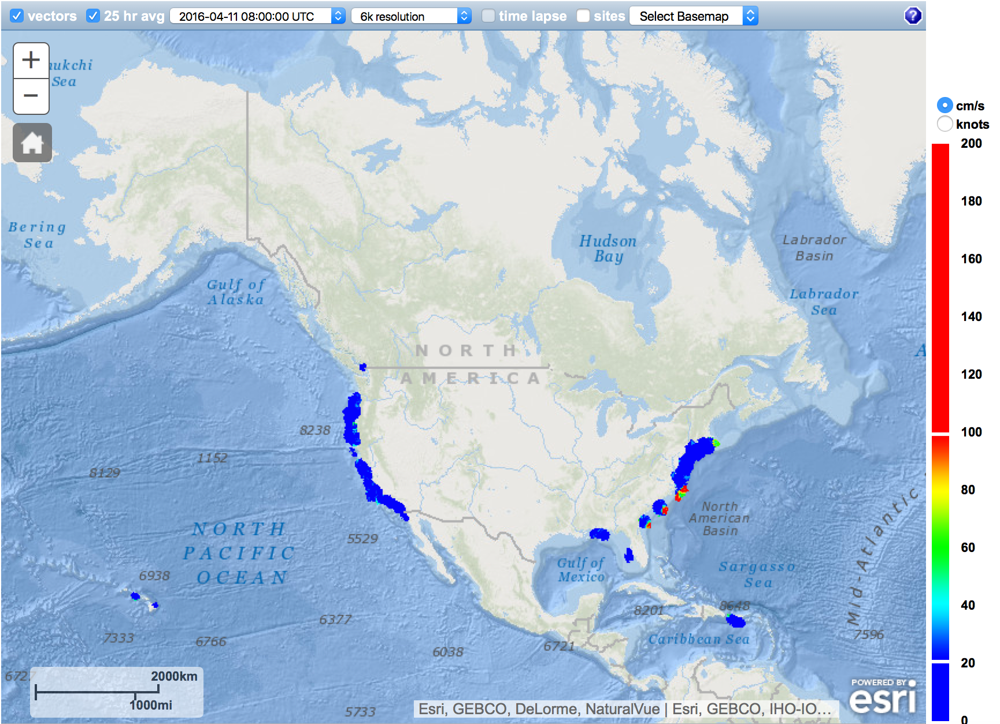 vectors 25 hr avg 2016-04-11 08:00:00 UTC 6k resolution time lapse sites Select Basemap ?
+
−
Sea
cm/s
knots
200
180
160
140
120
100
80
60
40
20
0
Bering
Sea
Gulf of
Alaska
Hudson
Bay
Labrador
Basin
Labrador
Sea
NORTH
AMERICA
8238
1152
8129
NORTH
PACIFIC
OCEAN
5529
6938
7333
6766
6377
6038
6721
5733
North
American
Basin
Gulf of
Mexico
Sargasso
Sea
Mid-Atlantic
8201
8648
Caribbean Sea
7596
672
2000km
1000mi
Esri, GEBCO, DeLorme, NaturalVue | Esri, GEBCO, IHO-IO…
POWERED BY
esri